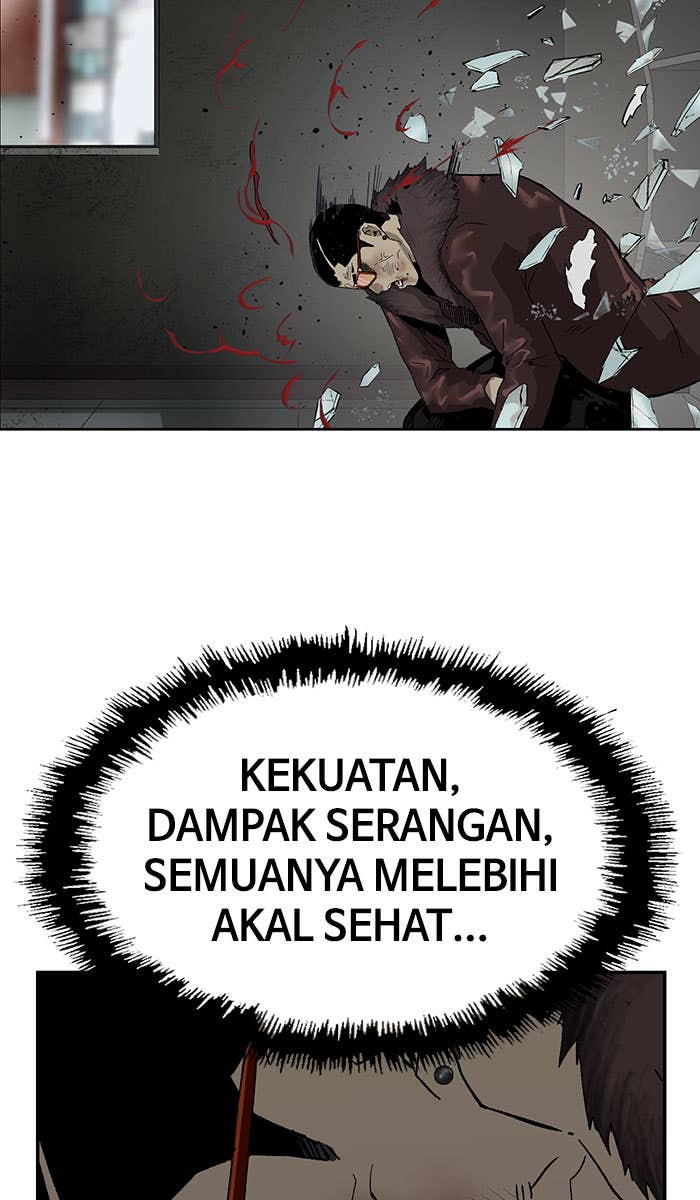 KEKUATAN,
DAMPAK SERANGAN,
SEMUANYA MELEBIHI
AKAL SEHAT...